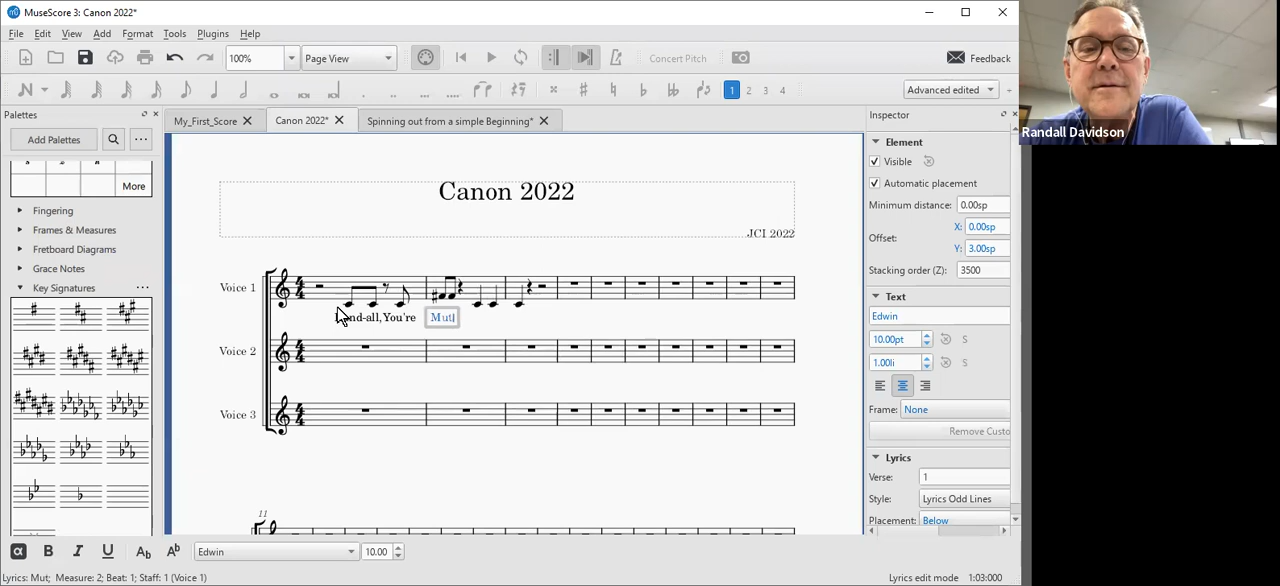 MuseScore 3: Canon 2022*
File Edit View Add Format Tools Plugins Help
100% Page View Concert Pitch Feedback
1 2 3 4 Advanced edited
Palettes
My_First_Score Canon 2022* Spinning out from a simple Beginning*
Inspector
Add Palettes
Element
Visible
Automatic placement
Minimum distance: 0.00sp
Offset: X: 0.00sp
Y: 3.00sp
Stacking order (Z): 3500
Text
Edwin
10.00pt S
1.00li S
Frame: None
Remove Custo
Lyrics
Verse: 1
Style: Lyrics Odd Lines
Placement: Below
More
Fingering
Frames & Measures
Fretboard Diagrams
Grace Notes
Key Signatures
Canon 2022
JCI 2022
Voice 1
nd-all, You're Mut
Voice 2
Voice 3
11
B I U Edwin 10.00
Lyrics: Mut; Measure: 2; Beat: 1; Staff: 1 (Voice 1)
Lyrics edit mode 1:03:000
Randall Davidson